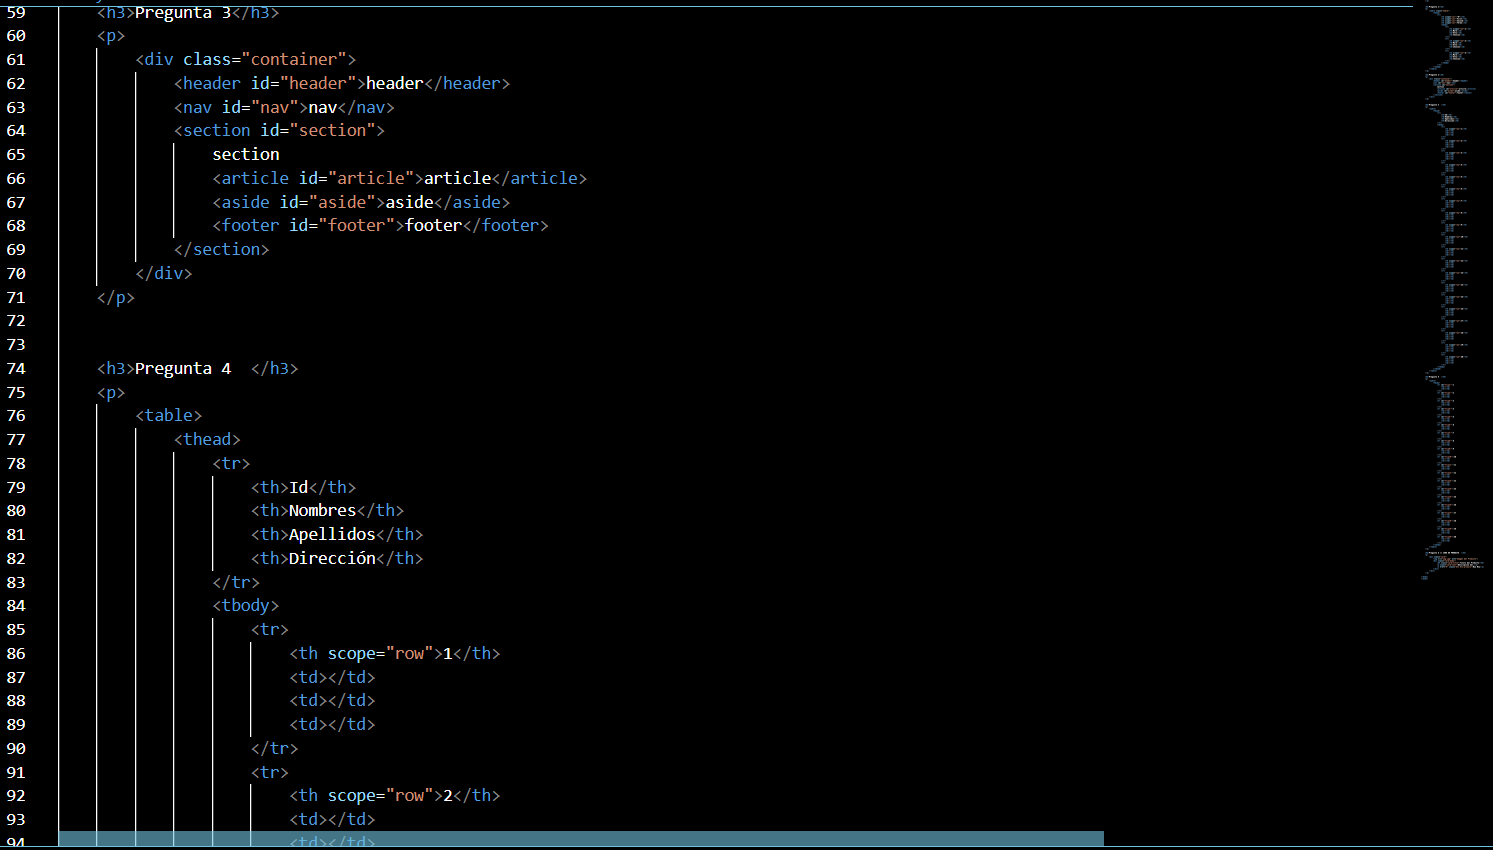 59 <h3>Pregunta 3</h3>
60 <p>
61 <div class="container">
62 <header id="header">header</header>
63 <nav id="nav">nav</nav>
64 <section id="section">
65 section
66 <article id="article">article</article>
67 <aside id="aside">aside</aside>
68 <footer id="footer">footer</footer>
69 </section>
70 </div>
71 </p>
72
73
74 <h3>Pregunta 4  </h3>
75 <p>
76 <table>
77 <thead>
78 <tr>
79 <th>Id</th>
80 <th>Nombres</th>
81 <th>Apellidos</th>
82 <th>Dirección</th>
83 </tr>
84 <tbody>
85 <tr>
86 <th scope="row">1</th>
87 <td></td>
88 <td></td>
89 <td></td>
90 </tr>
91 <tr>
92 <th scope="row">2</th>
93 <td></td>
94 <td></td>